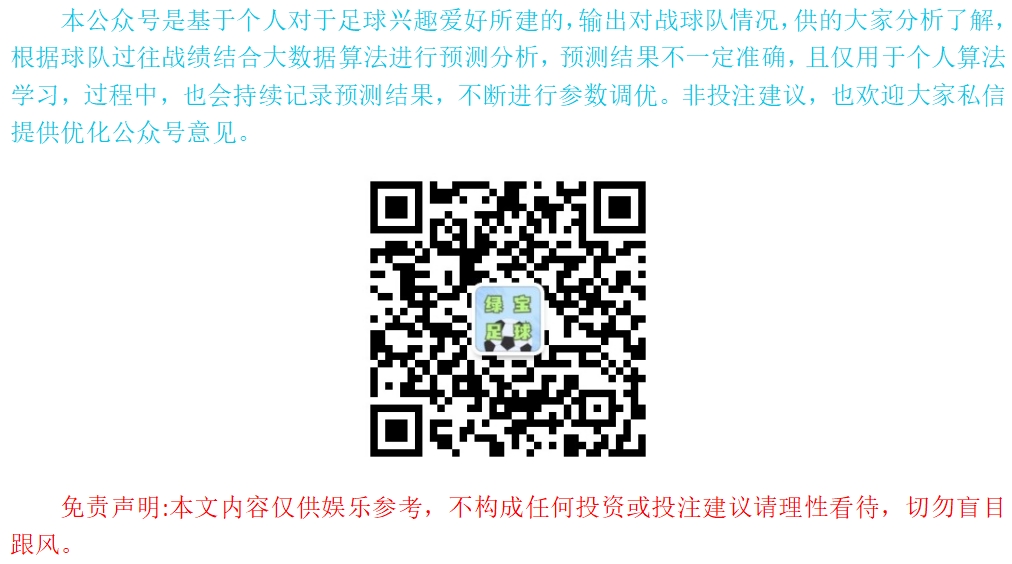 本公众号是基于个人对于足球兴趣爱好所建的，输出对战球队情况，供的大家分析了解，
根据球队过往战绩结合大数据算法进行预测分析，预测结果不一定准确，且仅用于个人算法
学习，过程中，也会持续记录预测结果，不断进行参数调优。非投注建议，也欢迎大家私信
提供优化公众号意见。
绿宝
足球
免责声明:本文内容仅供娱乐参考，不构成任何投资或投注建议请理性看待，切勿盲目
跟风。